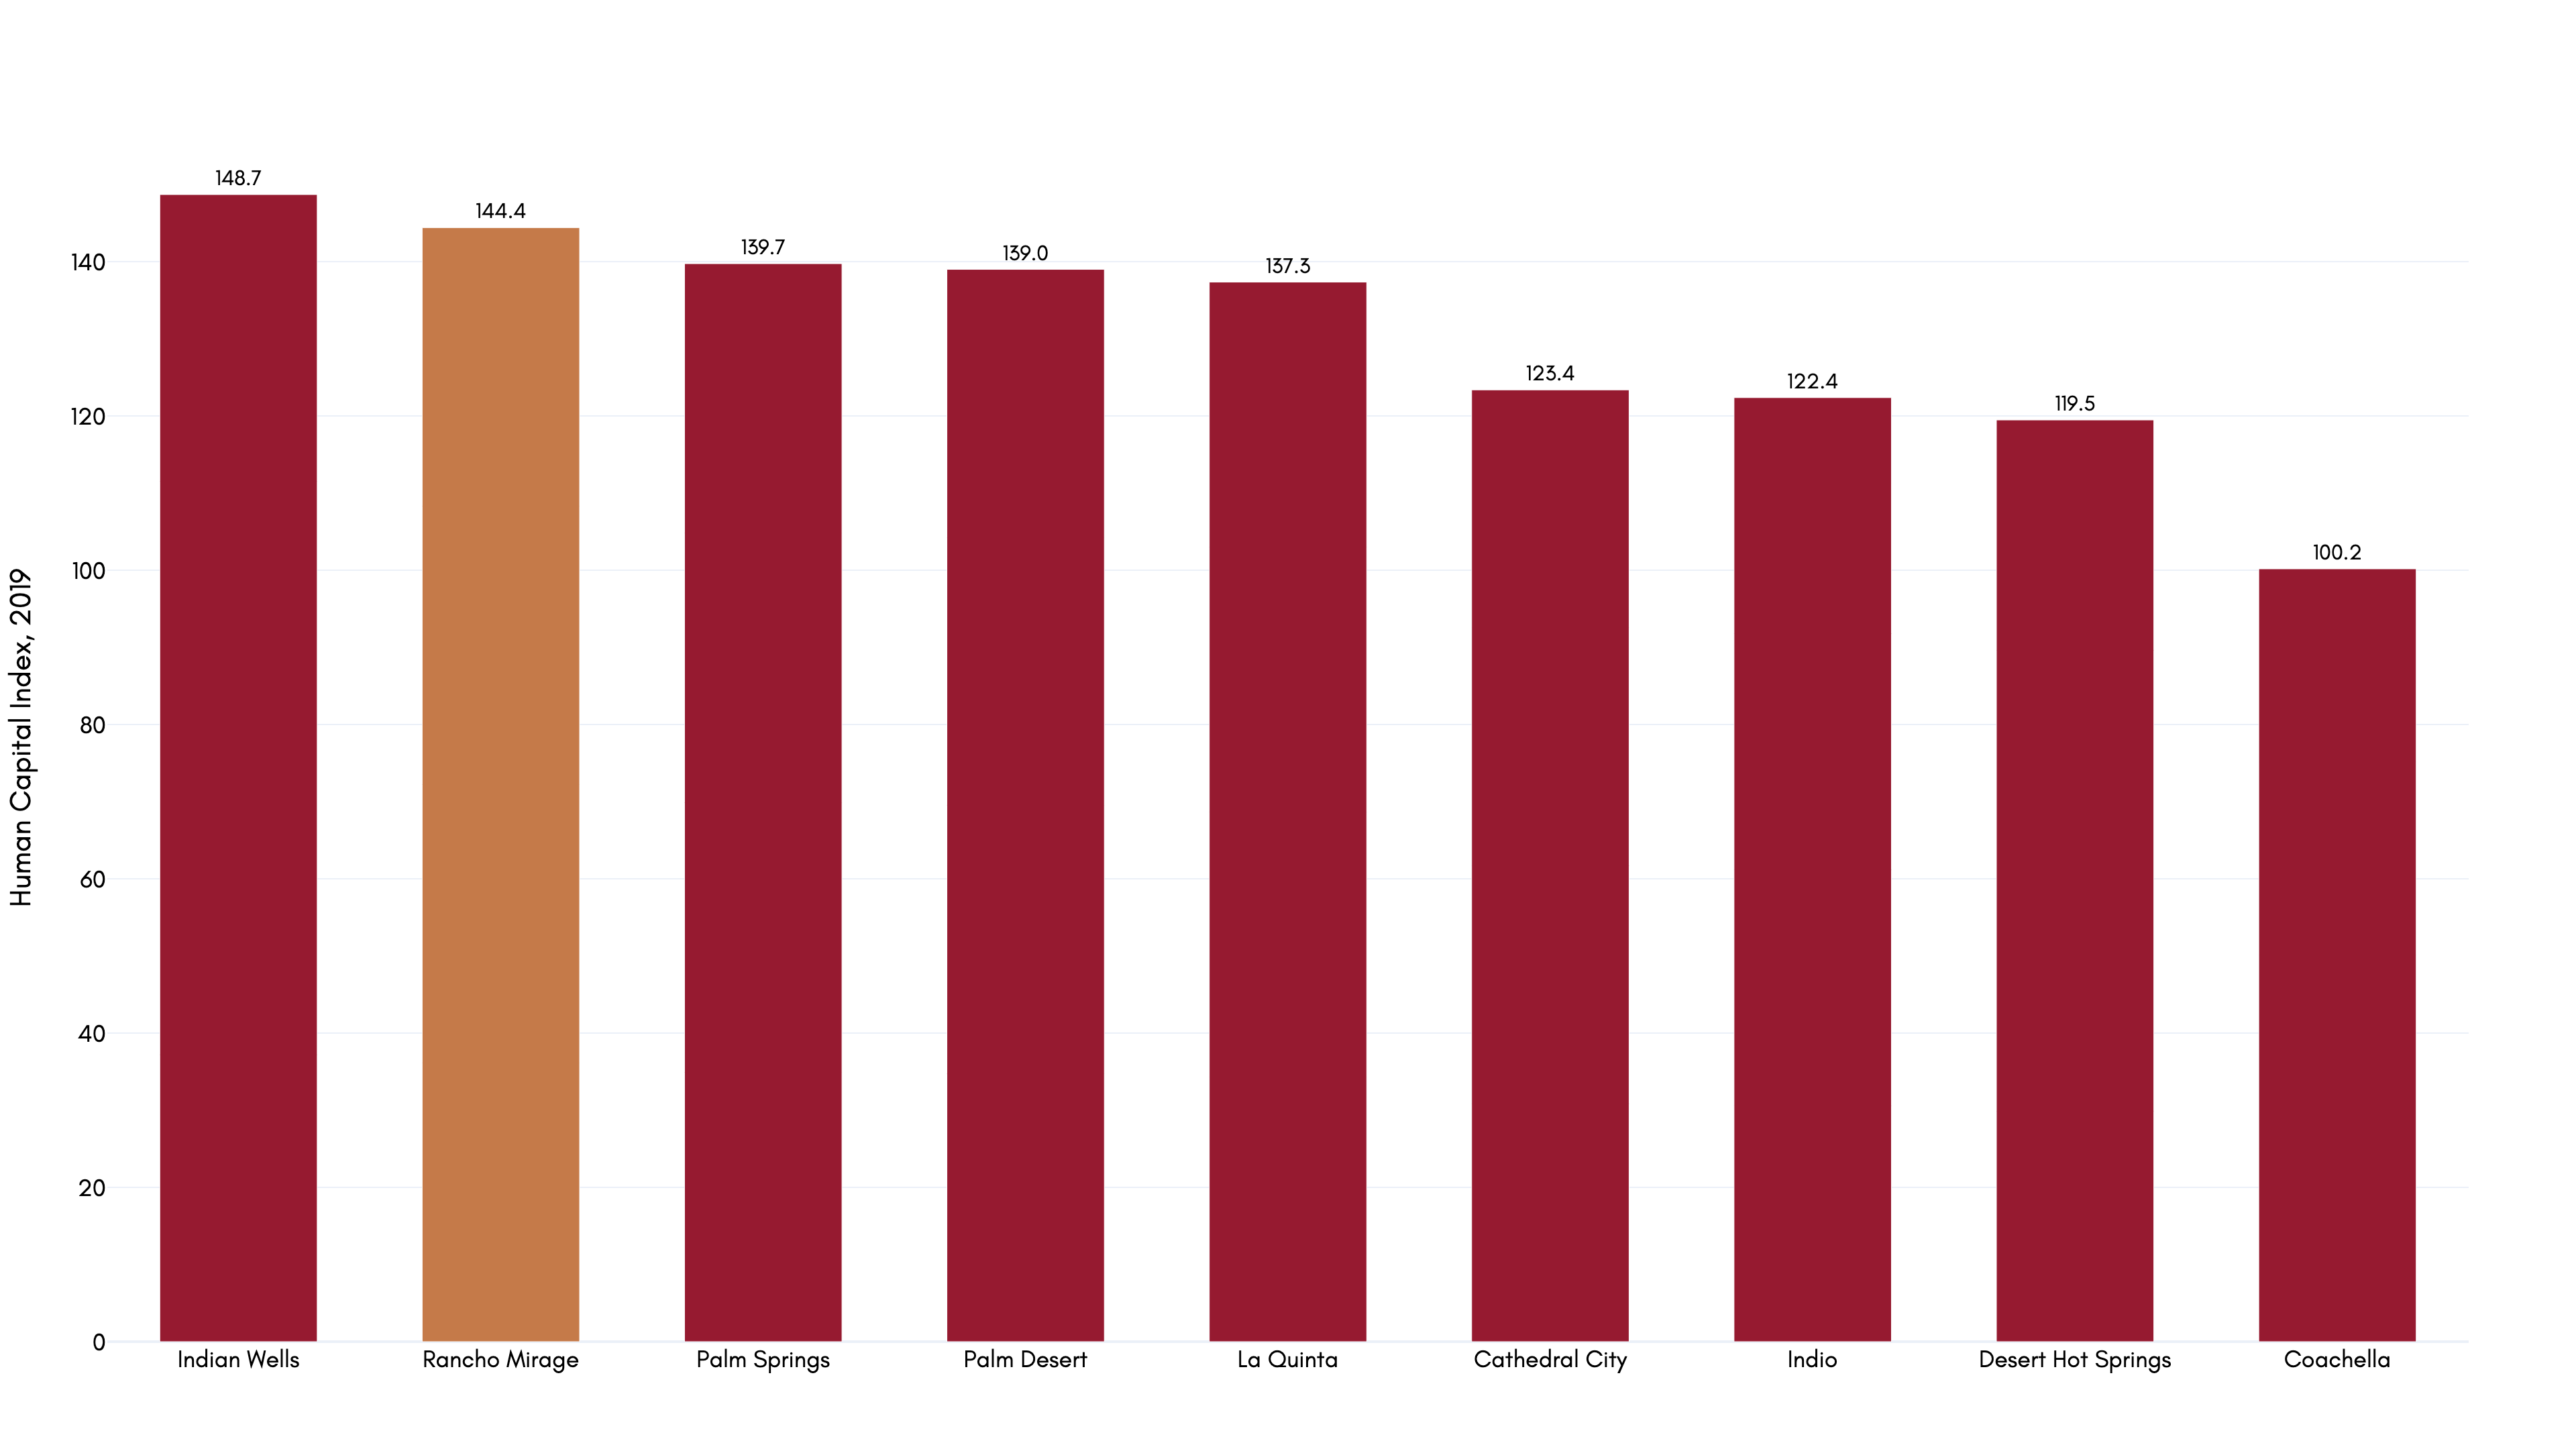 148.7
144.4
139.7
139.0
137.3
123.4
122.4
119.5
100.2
140
120
100
80
60
40
20
0
Human Capital Index, 2019
Indian Wells
Rancho Mirage
Palm Springs
Palm Desert
La Quinta
Cathedral City
Indio
Desert Hot Springs
Coachella